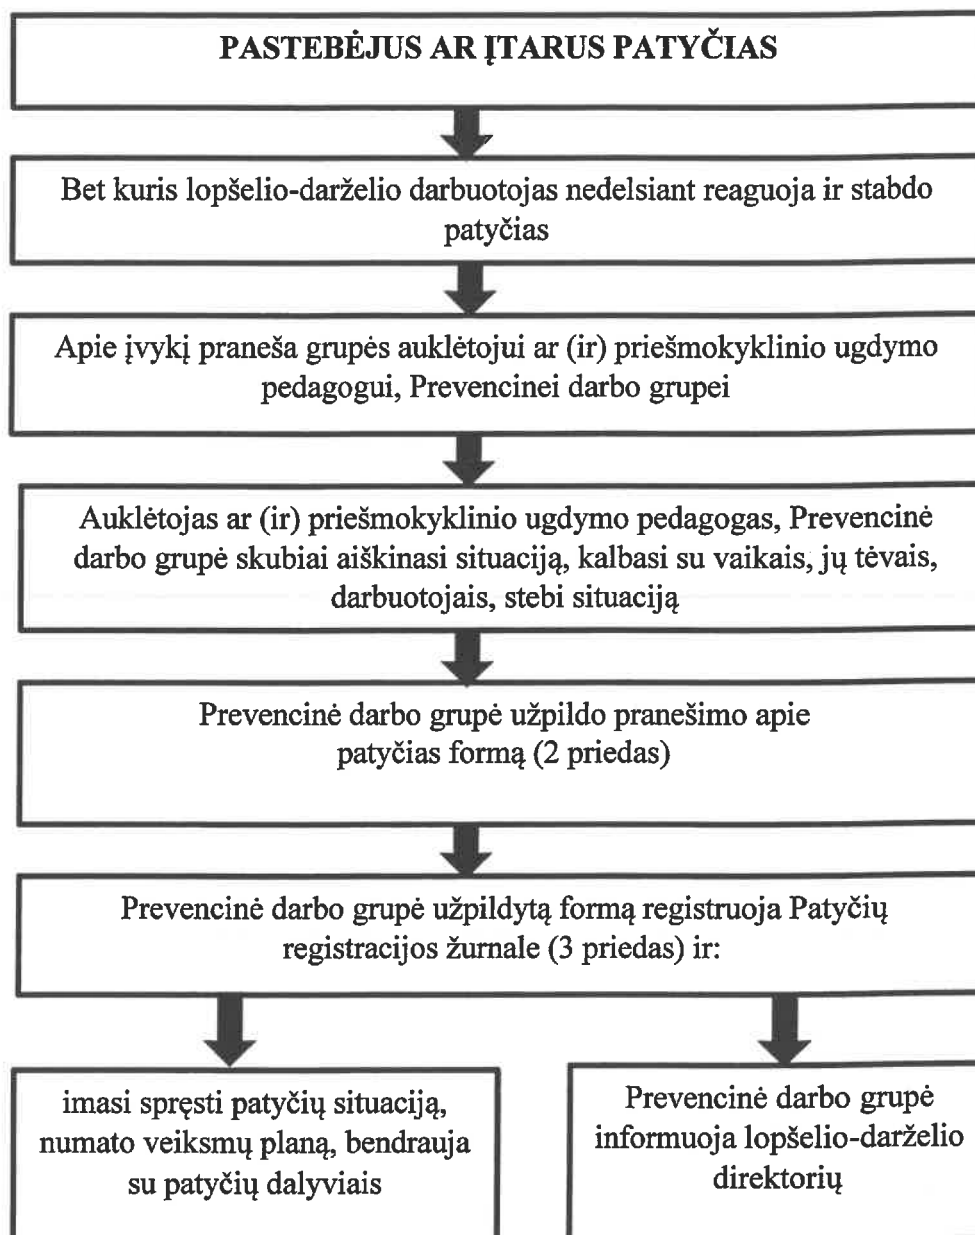 PASTEBĖJUS AR ĮTARUS PATYČIAS
Bet kuris lopšelio-darželio darbuotojas nedelsiant reaguoja ir stabdo
patyčias
Apie įvykį praneša grupės auklėtojui ar (ir) priešmokyklinio ugdymo
pedagogui, Prevencinei darbo grupei
Auklėtojas ar (ir) priešmokyklinio ugdymo pedagogas, Prevencinė
darbo grupė skubiai aiškinasi situaciją, kalbasi su vaikais, jų tėvais,
darbuotojais, stebi situaciją
Prevencinė darbo grupė užpildo pranešimo apie
patyčias formą (2 priedas)
Prevencinė darbo grupė užpildytą formą registruoja Patyčių
registracijos žurnale (3 priedas) ir:
imasi spręsti patyčių situaciją,
numato veiksmų planą, bendrauja
su patyčių dalyviais
Prevencinė darbo grupė
informuoja lopšelio-darželio
direktorių